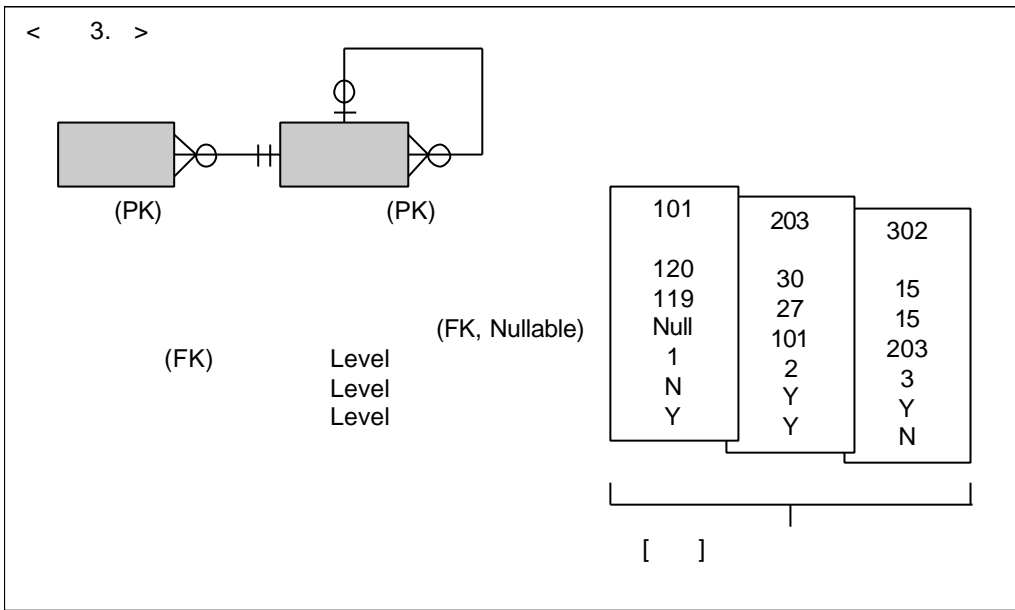 < 3. >
(PK) (PK)
(FK, Nullable)
(FK) Level
Level
Level
101
120
119
Null
1
N
Y
203
30
27
101
2
Y
Y
302
15
15
203
3
Y
N
[ ]